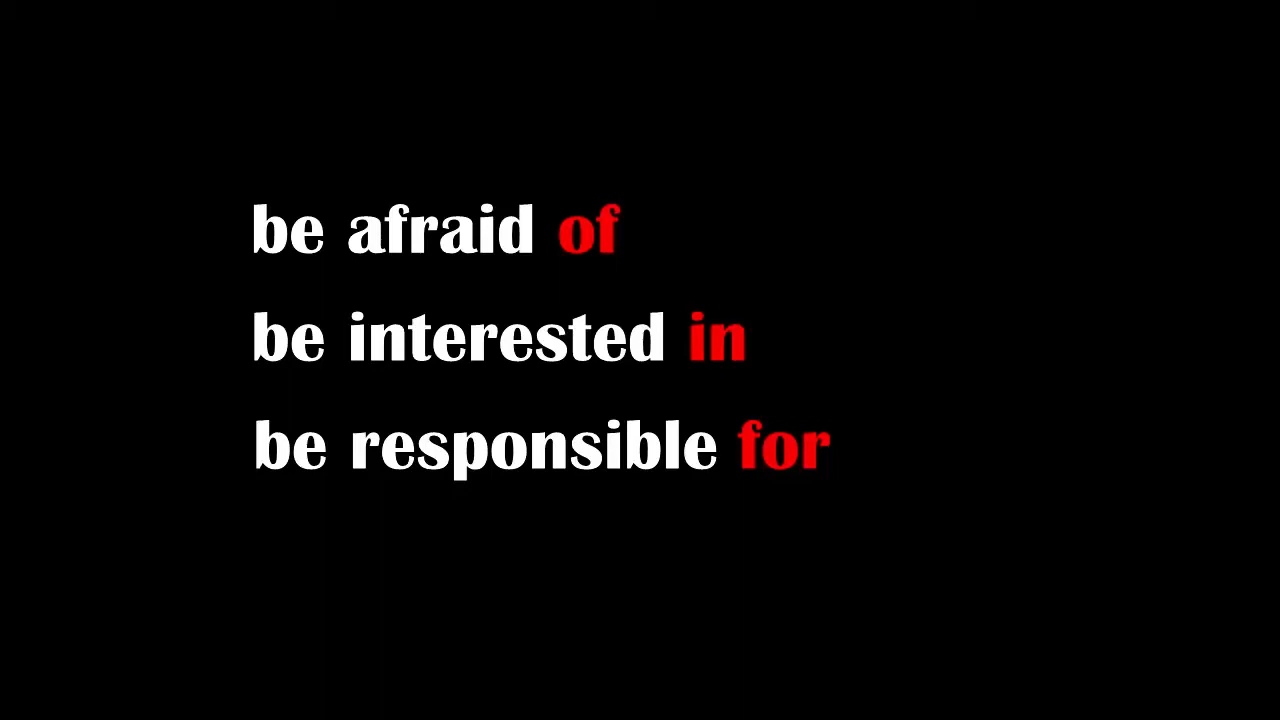 be afraid of
be interested in
be responsible for